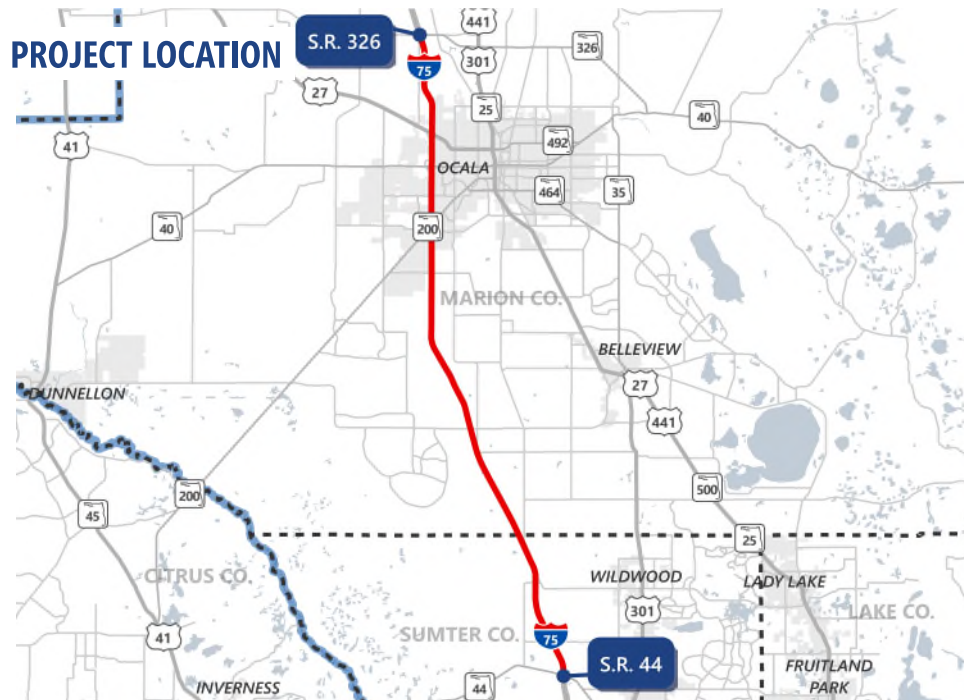 PROJECT LOCATION
S.R. 326
441
326
301
75
27
25
40
41
492
OCALA
464
35
40
200
MARION CO.
BELLEVIEW
DUNNELLON
27
441
200
500
45
25
CITRUS CO.
WILDWOOD
LADY LAKE
301
LAKE CO.
41
SUMTER CO.
75
S.R. 44
FRUITLAND
PARK
INVERNESS
44